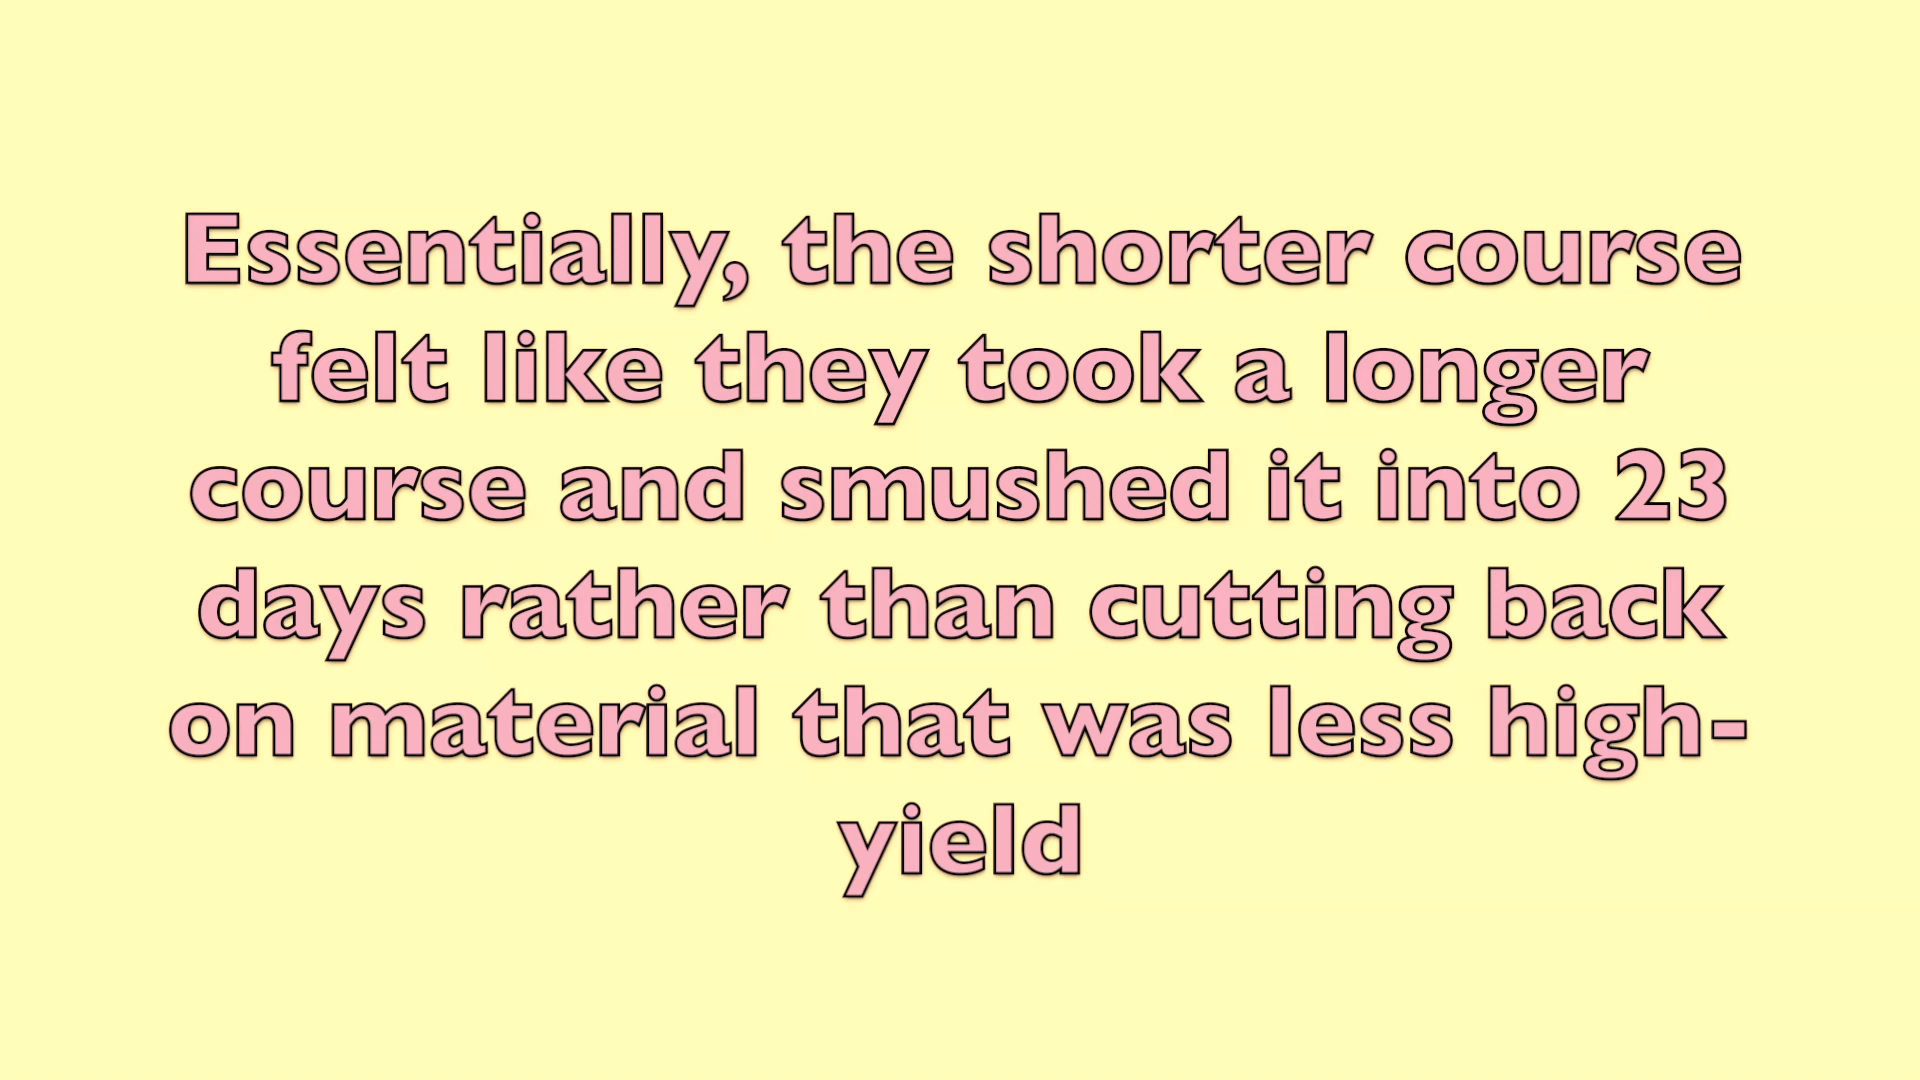 Essentially, the shorter course
felt like they took a longer
course and smushed it into 23
days rather than cutting back
on material that was less high-
yield